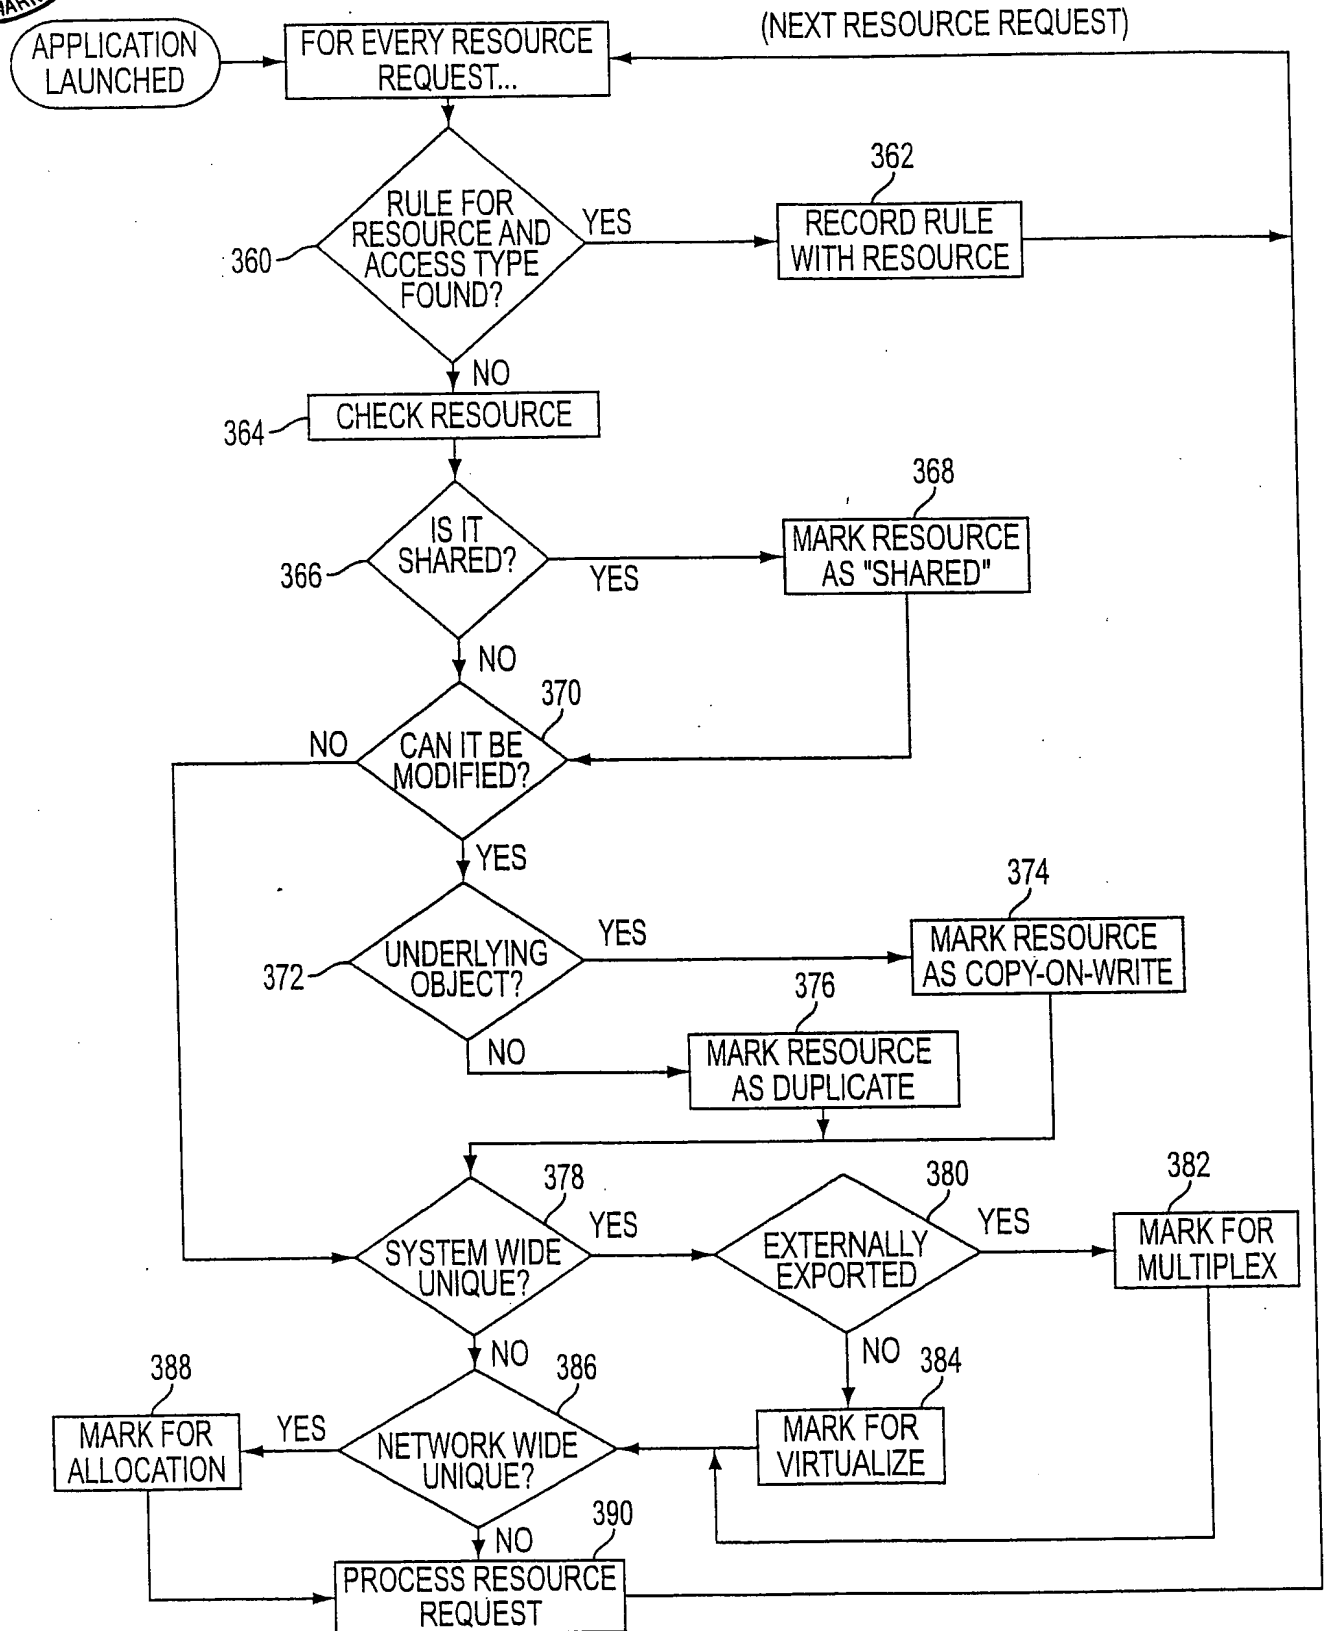 (NEXT RESOURCE REQUEST)
APPLICATION
LAUNCHED
FOR EVERY RESOURCE
REQUEST...
360
RULE FOR
RESOURCE AND
ACCESS TYPE
FOUND?
YES
362
RECORD RULE
WITH RESOURCE
NO
364
CHECK RESOURCE
366
IS IT
SHARED?
YES
368
MARK RESOURCE
AS "SHARED"
NO
370
CAN IT BE
MODIFIED?
NO
YES
372
UNDERLYING
OBJECT?
YES
374
MARK RESOURCE
AS COPY-ON-WRITE
NO
376
MARK RESOURCE
AS DUPLICATE
378
SYSTEM WIDE
UNIQUE?
YES
380
EXTERNALLY
EXPORTED
YES
382
MARK FOR
MULTIPLEX
NO
384
MARK FOR
VIRTUALIZE
NO
386
NETWORK WIDE
UNIQUE?
YES
388
MARK FOR
ALLOCATION
NO
390
PROCESS RESOURCE
REQUEST